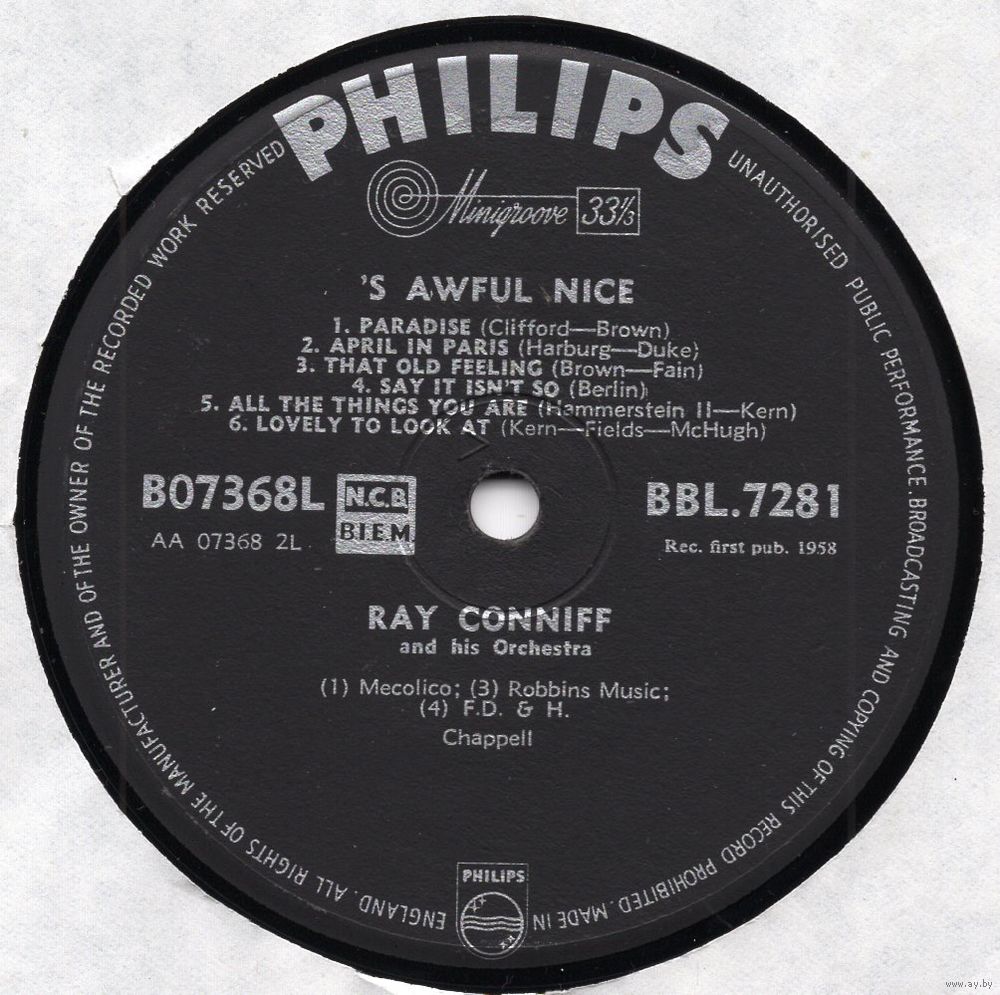 PHILIPS
Minigroove 33⅓
'S AWFUL NICE
1. PARADISE (Clifford—Brown)
2. APRIL IN PARIS (Harburg—Duke)
3. THAT OLD FEELING (Brown—Fain)
4. SAY IT ISN'T SO (Berlin)
5. ALL THE THINGS YOU ARE (Hammerstein II—Kern)
6. LOVELY TO LOOK AT (Kern—Fields—McHugh)
B07368L
N.C.B.
BIEM
BBL.7281
AA 07368 2L
Rec. first pub. 1958
RAY CONNIFF
and his Orchestra
(1) Mecolico; (3) Robbins Music;
(4) F.D. & H.
Chappell
PHILIPS
UNAUTHORISED PUBLIC PERFORMANCE. BROADCASTING AND COPYING OF THIS RECORD PROHIBITED. MADE IN ENGLAND. ALL RIGHTS OF THE MANUFACTURER AND OF THE OWNER OF THE RECORDED WORK RESERVED
www.ay.by